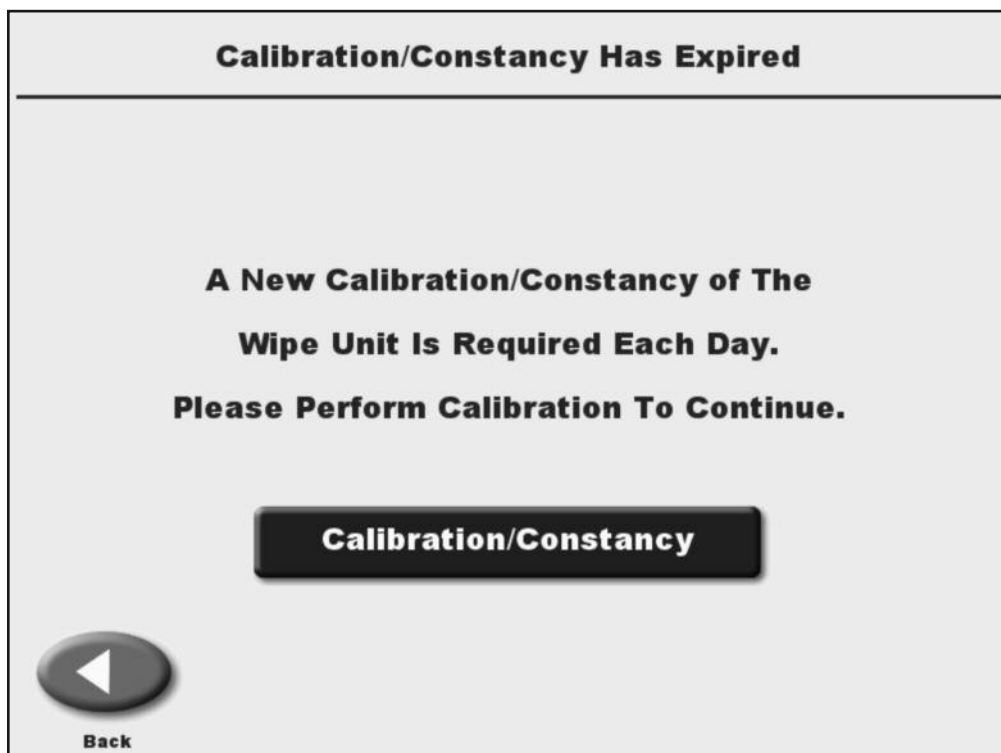 Calibration/Constancy Has Expired
A New Calibration/Constancy of The
Wipe Unit Is Required Each Day.
Please Perform Calibration To Continue.
Calibration/Constancy
Back